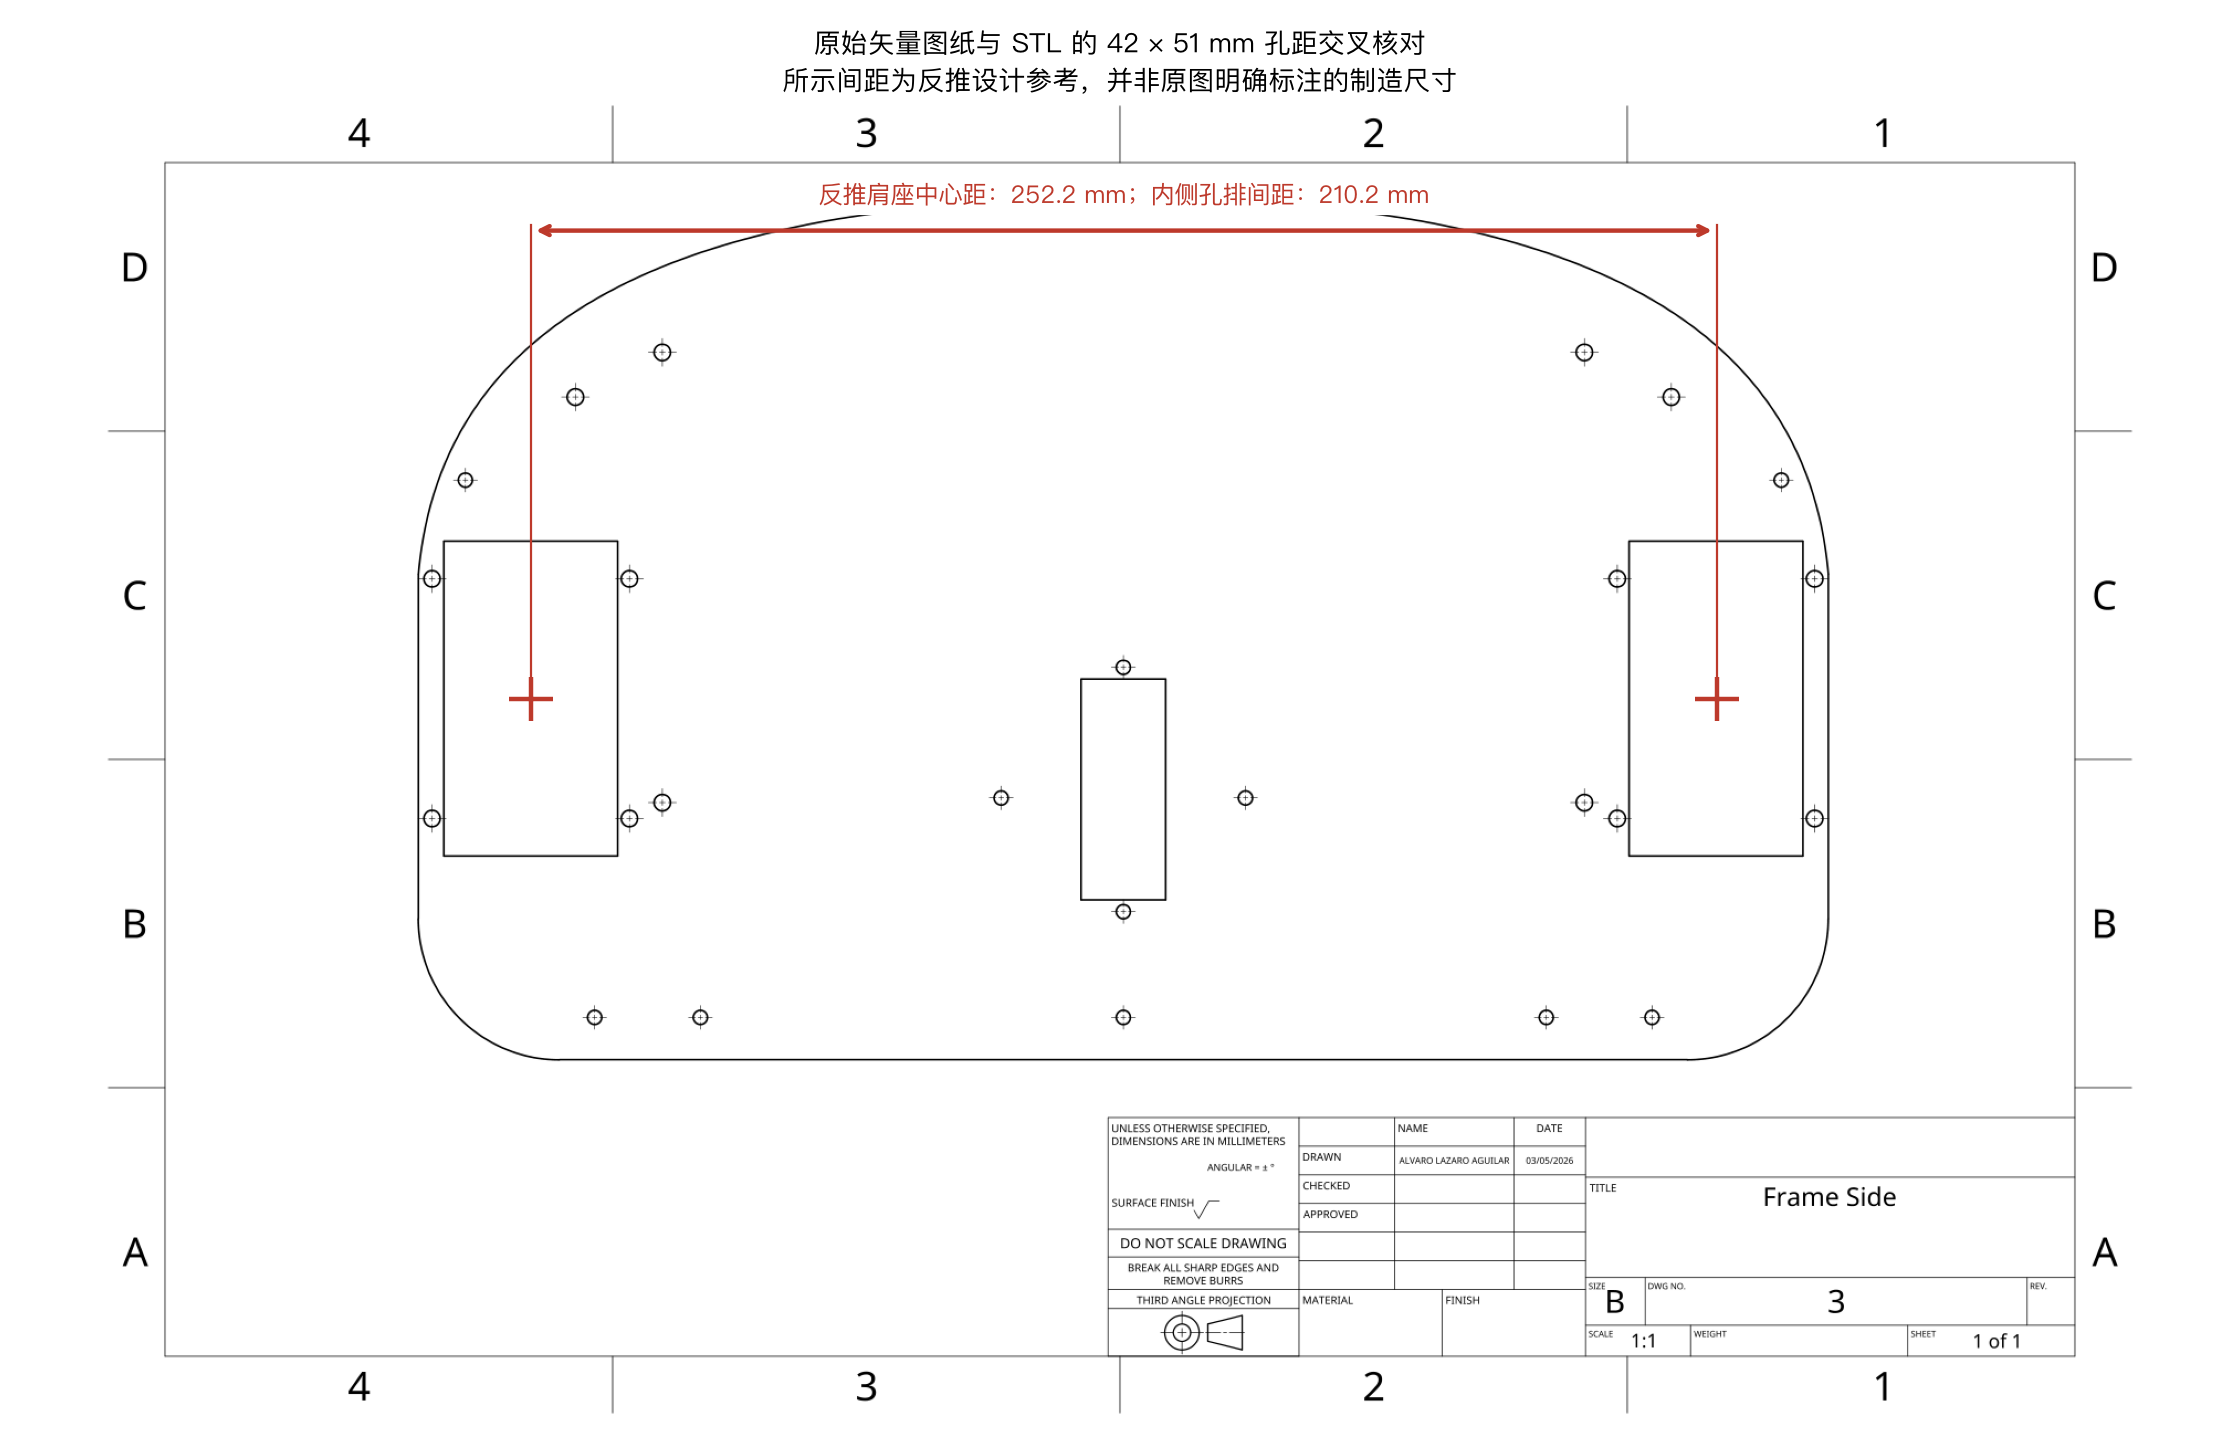 原始矢量图纸与 STL 的 42 × 51 mm 孔距交叉核对
所示间距为反推设计参考，并非原图明确标注的制造尺寸
4 3 2 1
反推肩座中心距：252.2 mm；内侧孔排间距：210.2 mm
D D
C C
B B
A A
UNLESS OTHERWISE SPECIFIED,
DIMENSIONS ARE IN MILLIMETERS
ANGULAR = ± °
SURFACE FINISH
DO NOT SCALE DRAWING
BREAK ALL SHARP EDGES AND
REMOVE BURRS
THIRD ANGLE PROJECTION
NAME DATE
DRAWN ALVARO LAZARO AGUILAR 03/05/2026
CHECKED
APPROVED
MATERIAL FINISH
TITLE
Frame Side
SIZE B DWG NO. 3 REV.
SCALE 1:1 WEIGHT SHEET 1 of 1
4 3 2 1